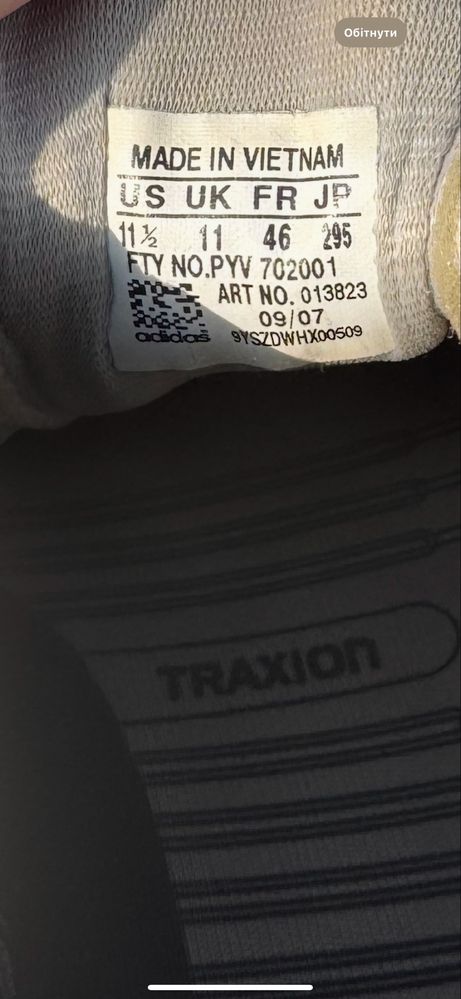 Обітнути
MADE IN VIETNAM
US UK FR JP
11½ 11 46 295
FTY NO.PYV 702001
ART NO. 013823
09/07
adidas 9YSZDWHX00509
TRAXION